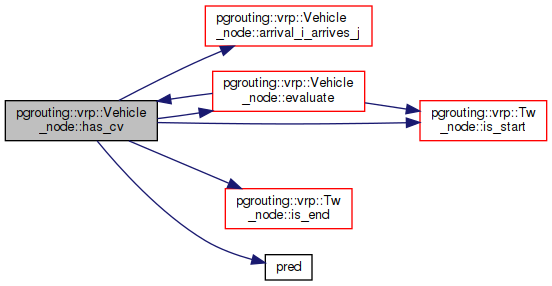 pgrouting::vrp::Vehicle
_node::arrival_i_arrives_j
pgrouting::vrp::Vehicle
_node::has_cv
pgrouting::vrp::Vehicle
_node::evaluate
pgrouting::vrp::Tw
_node::is_start
pgrouting::vrp::Tw
_node::is_end
pred